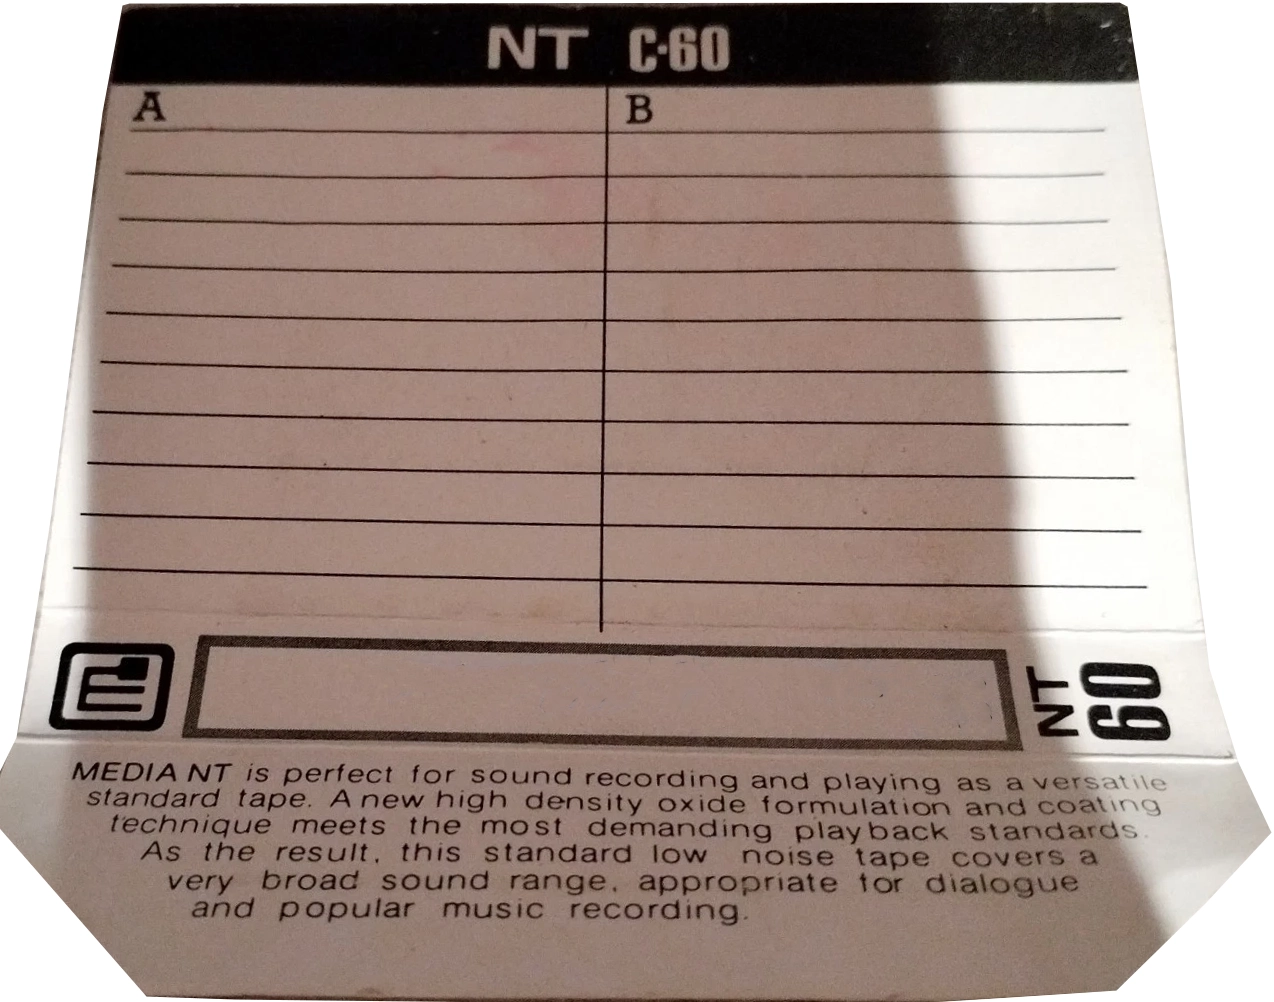 NT C·60
A B
NT
60
MEDIA NT is perfect for sound recording and playing as a versatile
standard tape. A new high density oxide formulation and coating
technique meets the most demanding playback standards.
As the result, this standard low noise tape covers a
very broad sound range, appropriate for dialogue
and popular music recording.